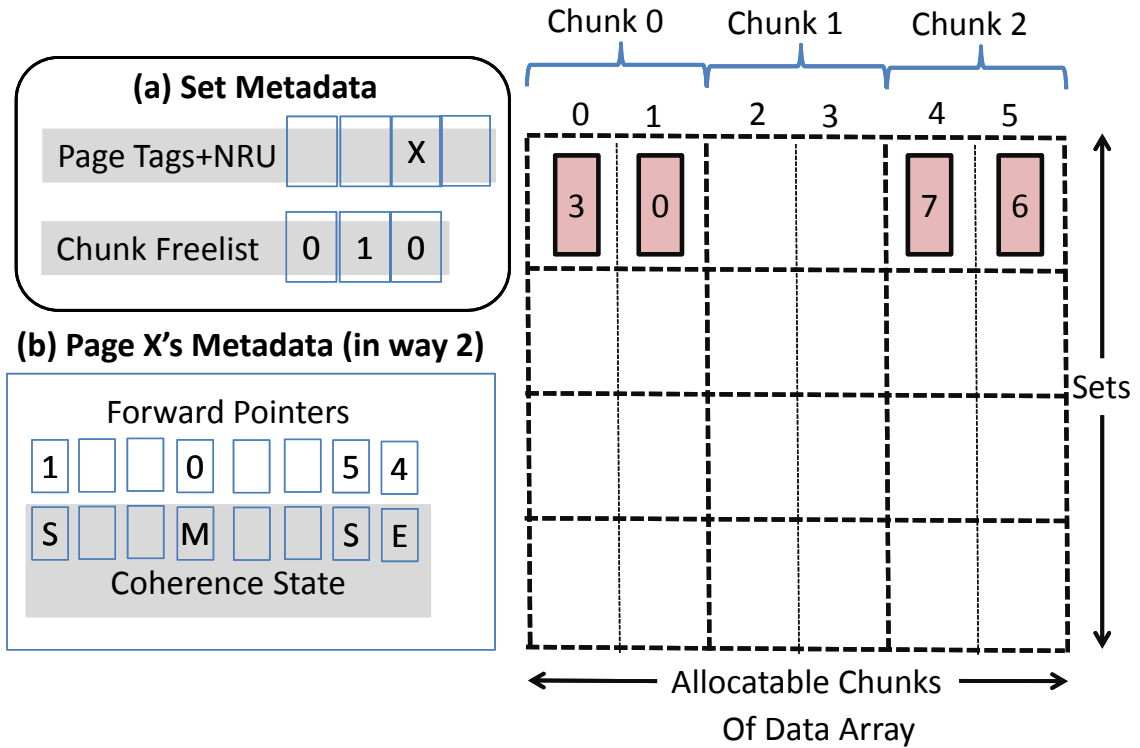 (a) Set Metadata
Page Tags+NRU X
Chunk Freelist 0 1 0
(b) Page X's Metadata (in way 2)
Forward Pointers
1 0 5 4
S M S E
Coherence State
Chunk 0 Chunk 1 Chunk 2
0 1 2 3 4 5
3 0 7 6
Sets
Allocatable Chunks
Of Data Array